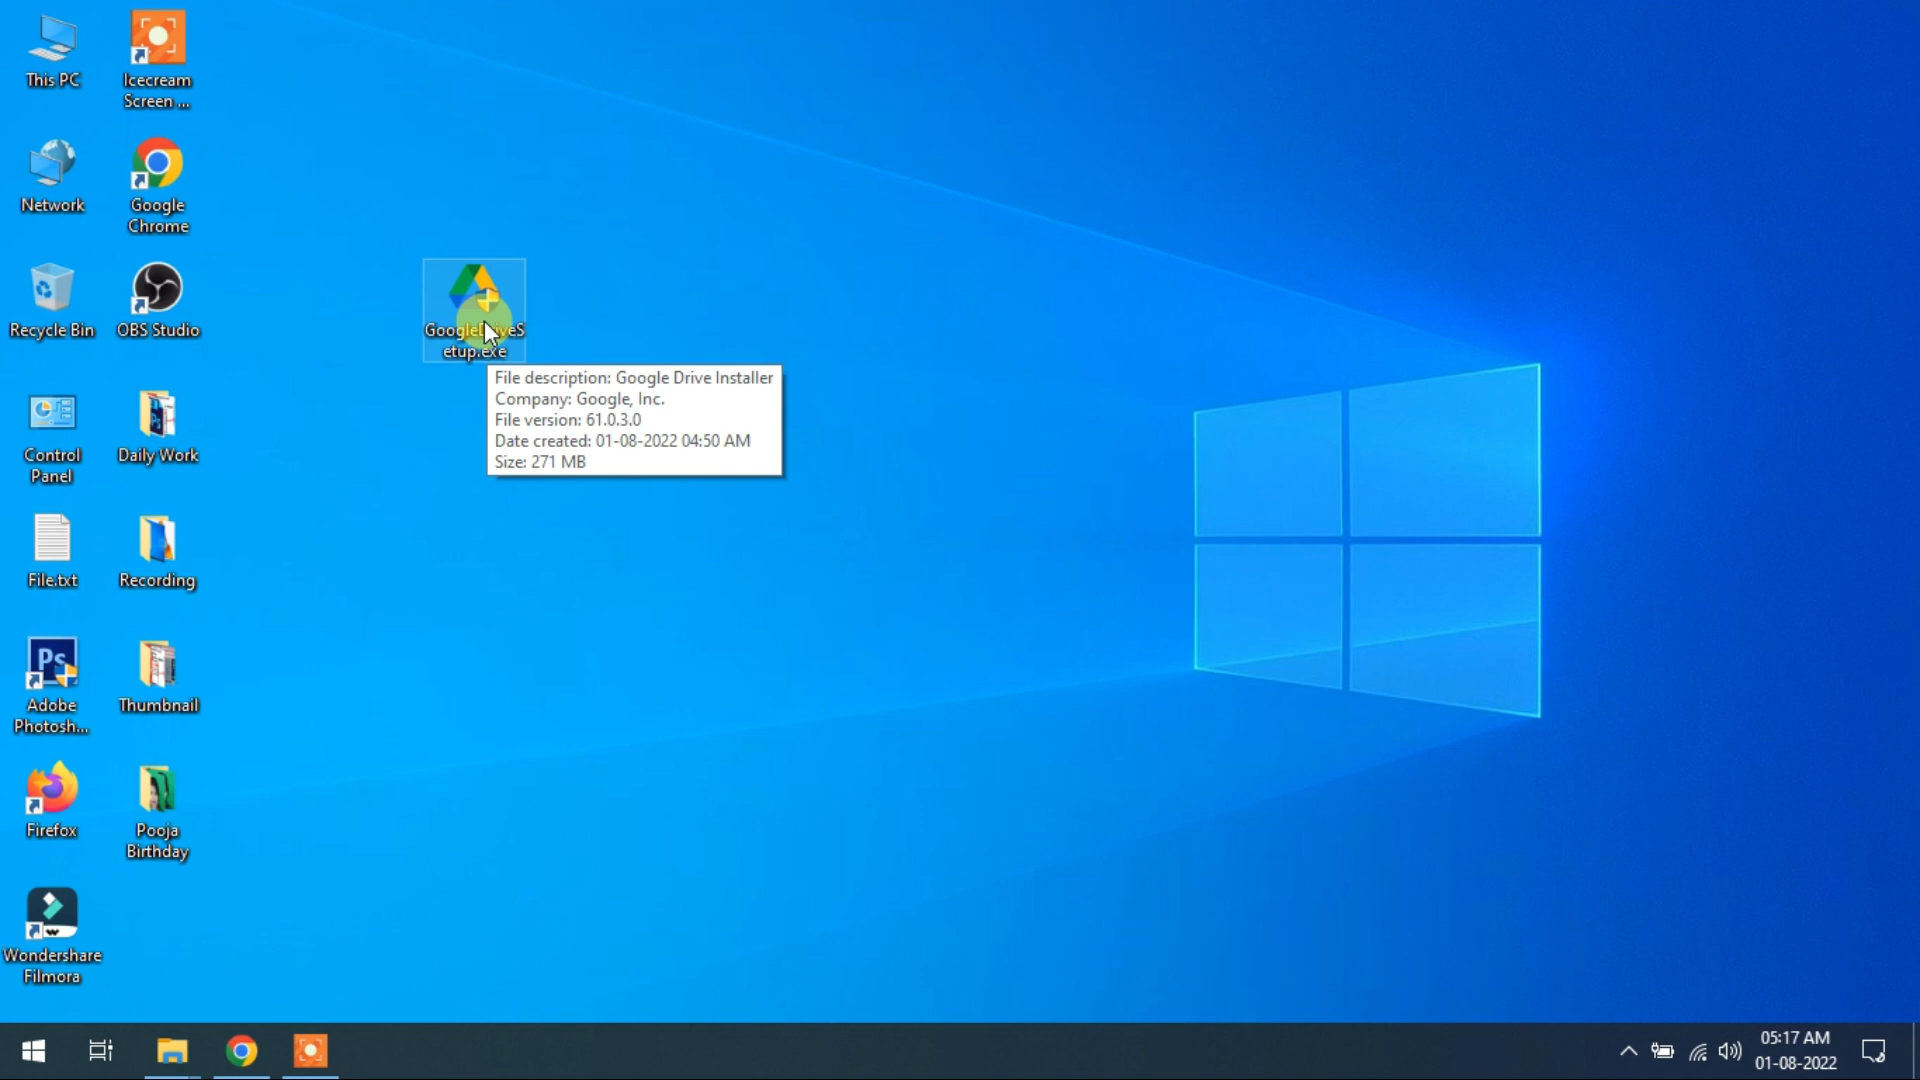 This PC
Icecream
Screen ...
Network
Google
Chrome
Recycle Bin
OBS Studio
GoogleDriveS
etup.exe
File description: Google Drive Installer
Company: Google, Inc.
File version: 61.0.3.0
Date created: 01-08-2022 04:50 AM
Size: 271 MB
Control
Panel
Daily Work
File.txt
Recording
Ps
Adobe
Photosh...
Thumbnail
Firefox
Pooja
Birthday
Wondershare
Filmora
05:17 AM
01-08-2022